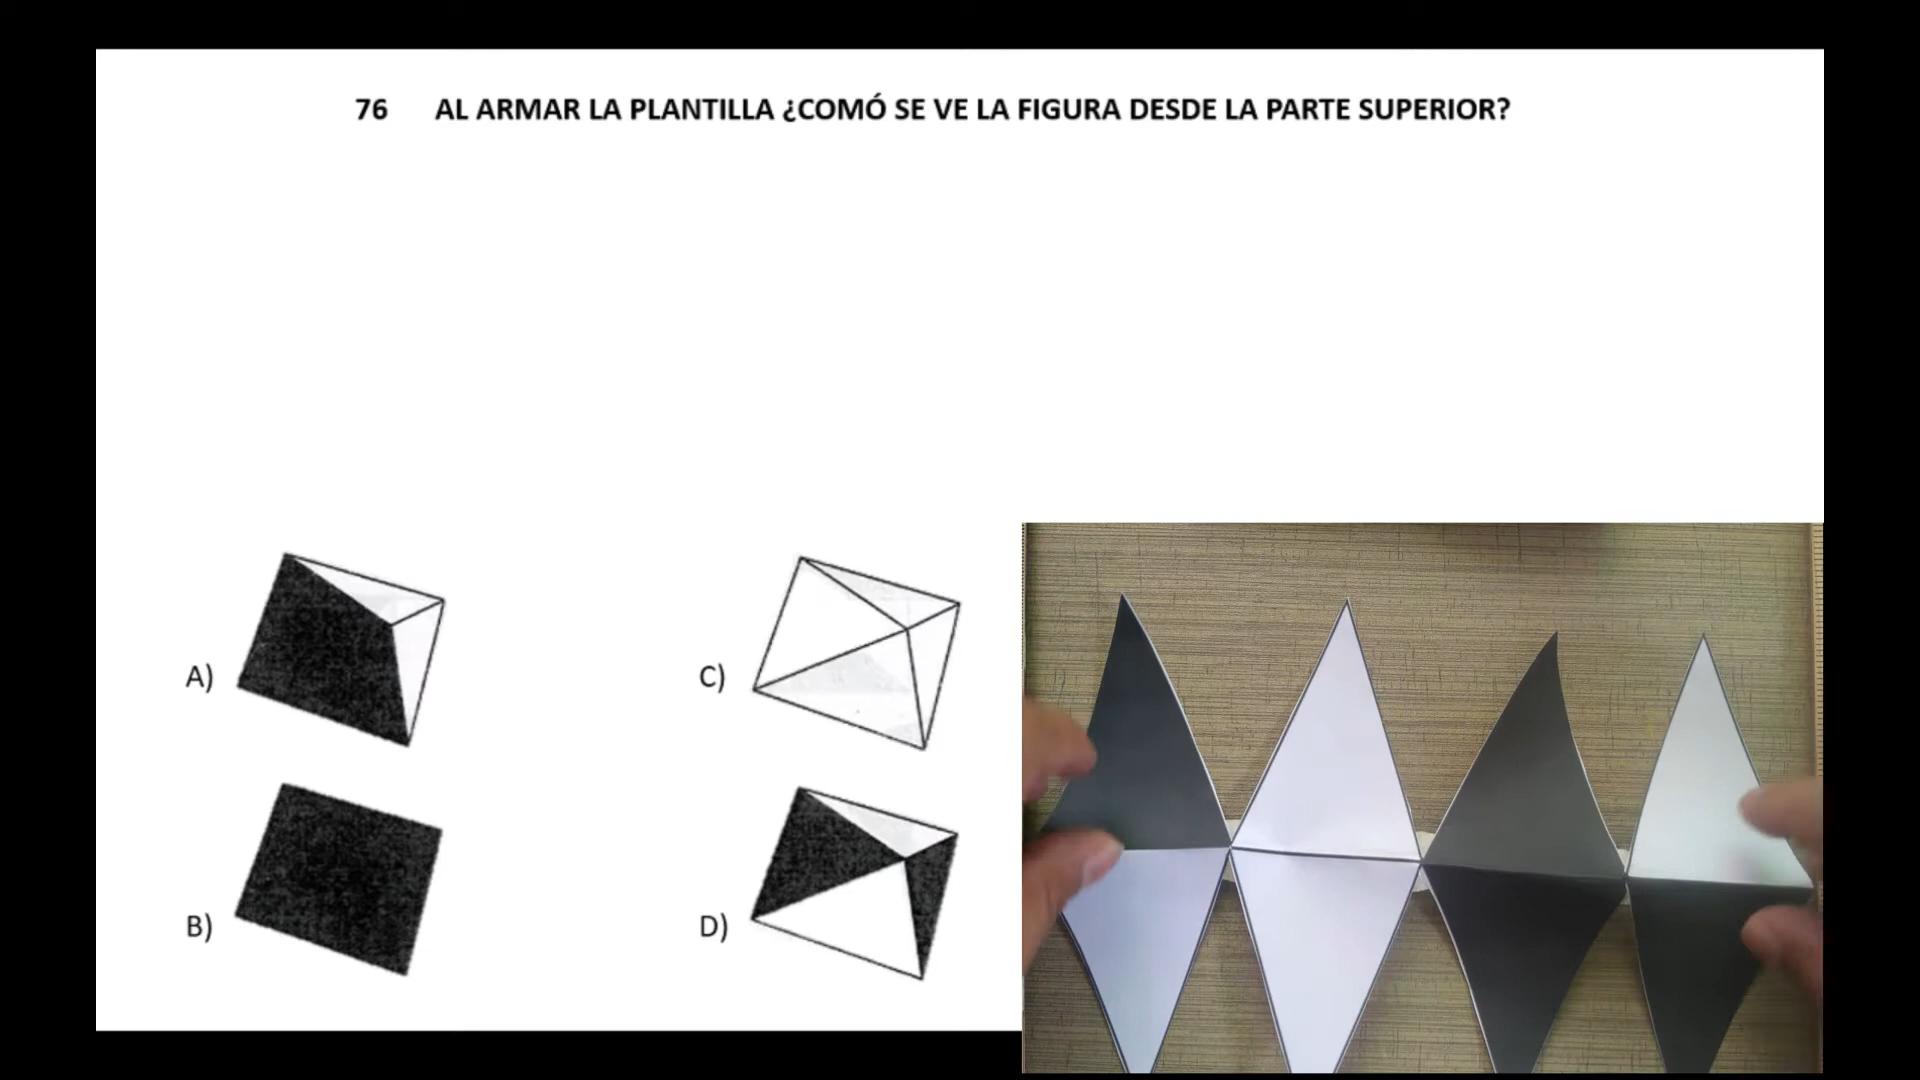 76 AL ARMAR LA PLANTILLA ¿COMÓ SE VE LA FIGURA DESDE LA PARTE SUPERIOR?
A)
C)
B)
D)